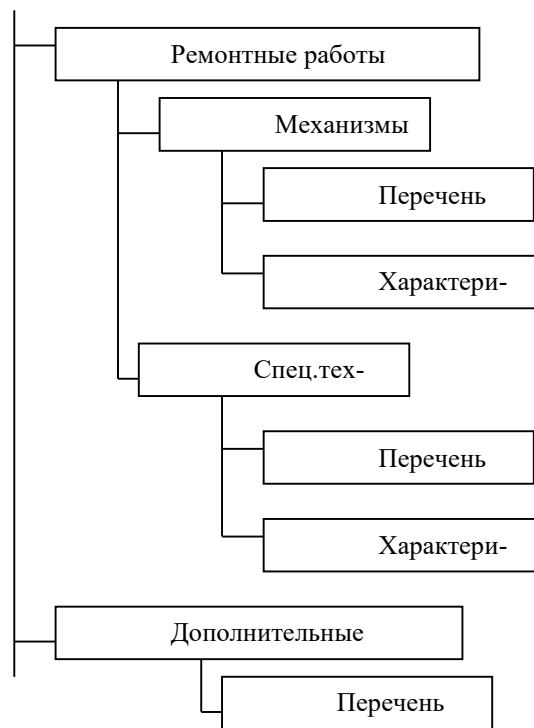 Ремонтные работы
Механизмы
Перечень
Характери-
Спец.тех-
Перечень
Характери-
Дополнительные
Перечень